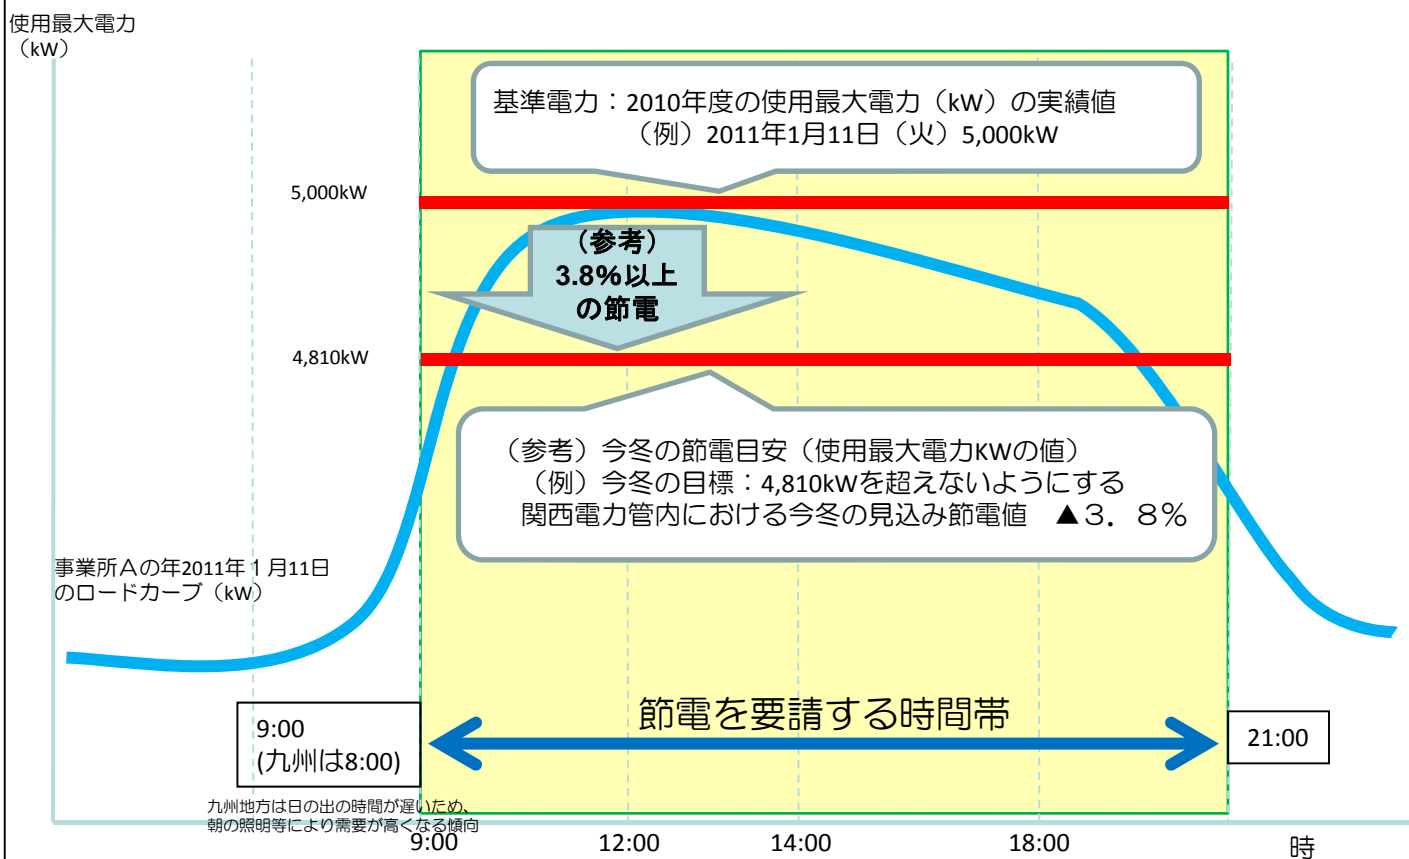 使用最大電力
（kW）
基準電力：2010年度の使用最大電力（kW）の実績値
（例）2011年1月11日（火）5,000kW
5,000kW
（参考）
3.8%以上
の節電
4,810kW
（参考）今冬の節電目安（使用最大電力KWの値）
（例）今冬の目標：4,810kWを超えないようにする
関西電力管内における今冬の見込み節電値　▲３．８％
事業所Ａの年2011年１月11日
のロードカーブ（kW）
節電を要請する時間帯
9:00
(九州は8:00)
21:00
九州地方は日の出の時間が遅いため、
朝の照明等により需要が高くなる傾向
9:00
12:00
14:00
18:00
時